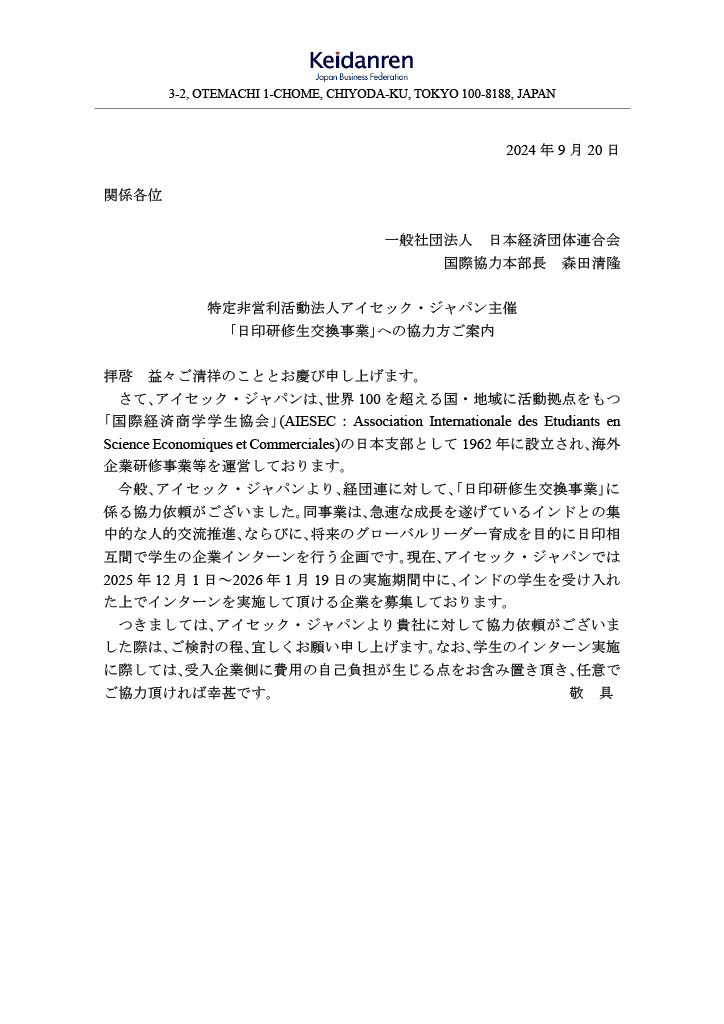 Keidanren
Japan Business Federation
3-2, OTEMACHI 1-CHOME, CHIYODA-KU, TOKYO 100-8188, JAPAN
2024 年 9 月 20 日
関係各位
一般社団法人　日本経済団体連合会
国際協力本部長　森田清隆
特定非営利活動法人アイセック・ジャパン主催
「日印研修生交換事業」への協力方ご案内
拝啓　益々ご清祥のこととお慶び申し上げます。
さて、アイセック・ジャパンは、世界 100 を超える国・地域に活動拠点をもつ
「国際経済商学学生協会」(AIESEC : Association Internationale des Etudiants en
Science Economiques et Commerciales)の日本支部として 1962 年に設立され、海外
企業研修事業等を運営しております。
今般、アイセック・ジャパンより、経団連に対して、「日印研修生交換事業」に
係る協力依頼がございました。同事業は、急速な成長を遂げているインドとの集
中的な人的交流推進、ならびに、将来のグローバルリーダー育成を目的に日印相
互間で学生の企業インターンを行う企画です。現在、アイセック・ジャパンでは
2025 年 12 月 1 日～2026 年 1 月 19 日の実施期間中に、インドの学生を受け入れ
た上でインターンを実施して頂ける企業を募集しております。
つきましては、アイセック・ジャパンより貴社に対して協力依頼がございま
した際は、ご検討の程、宜しくお願い申し上げます。なお、学生のインターン実施
に際しては、受入企業側に費用の自己負担が生じる点をお含み置き頂き、任意で
ご協力頂ければ幸甚です。　敬　具